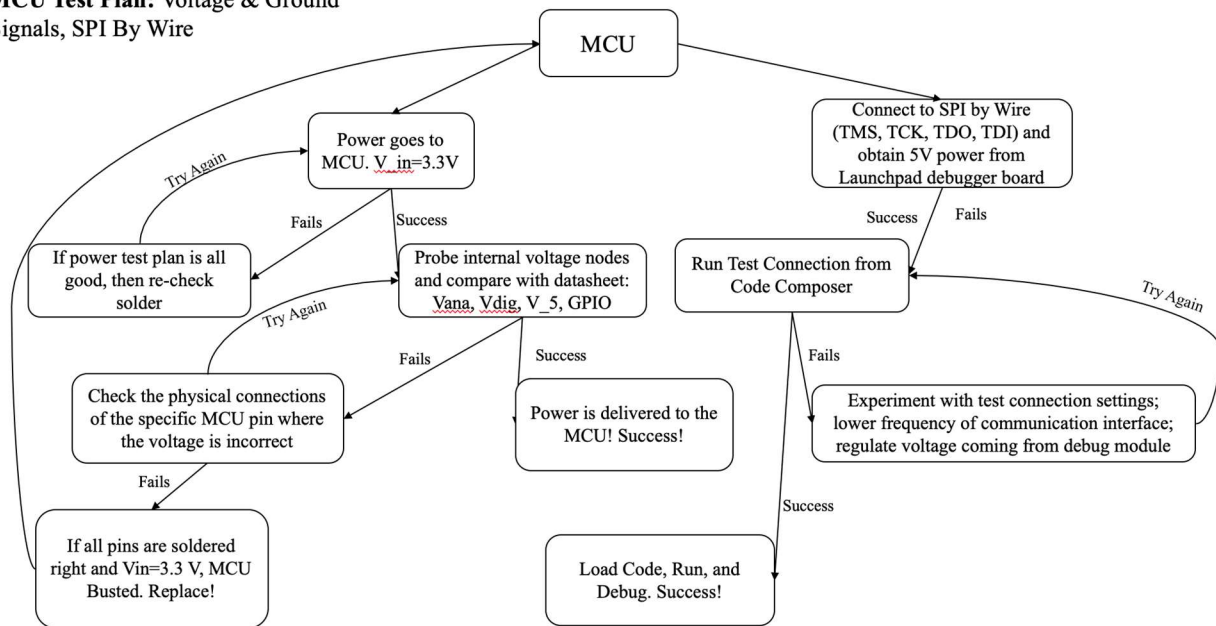 MCU Test Plan: Voltage & Ground
Signals, SPI By Wire
MCU
Power goes to
MCU. V_in=3.3V
Connect to SPI by Wire
(TMS, TCK, TDO, TDI) and
obtain 5V power from
Launchpad debugger board
Try Again
Fails
Success
Success
Fails
If power test plan is all
good, then re-check
solder
Probe internal voltage nodes
and compare with datasheet:
Vana, Vdig, V_5, GPIO
Run Test Connection from
Code Composer
Try Again
Try Again
Fails
Success
Fails
Check the physical connections
of the specific MCU pin where
the voltage is incorrect
Power is delivered to the
MCU! Success!
Experiment with test connection settings;
lower frequency of communication interface;
regulate voltage coming from debug module
Fails
Success
If all pins are soldered
right and Vin=3.3 V, MCU
Busted. Replace!
Load Code, Run, and
Debug. Success!